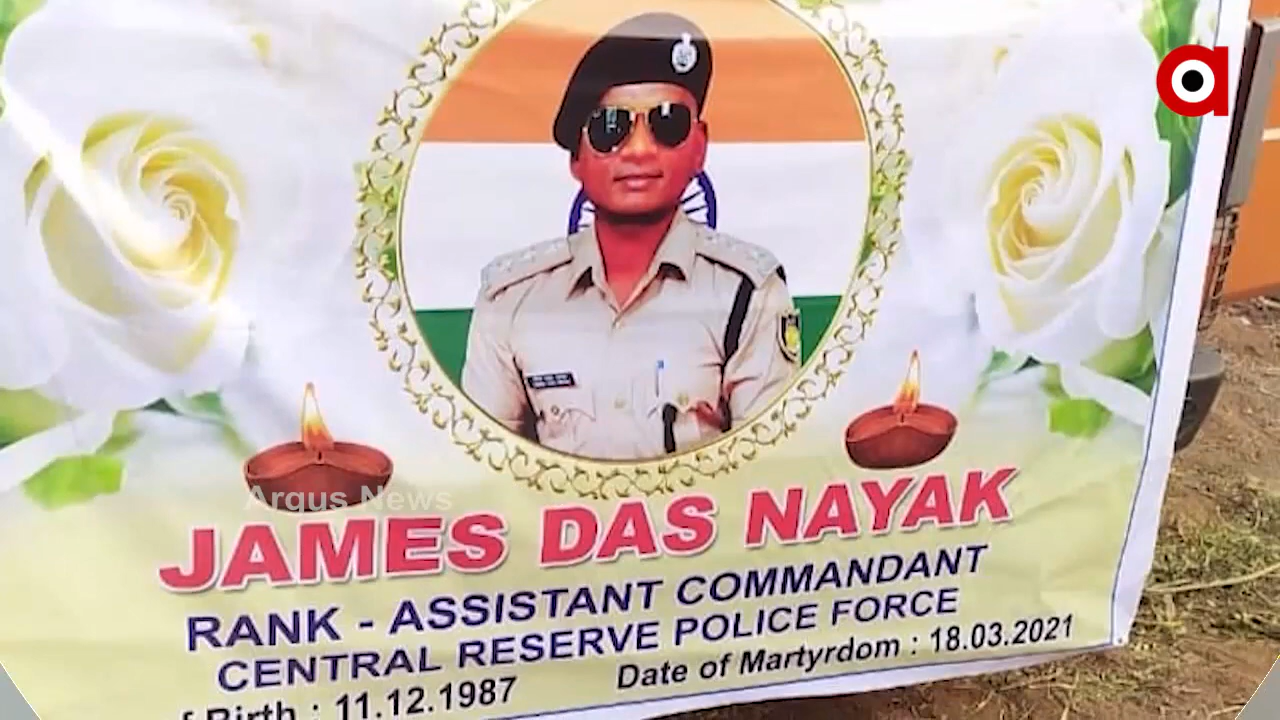 Argus News
JAMES DAS NAYAK
RANK - ASSISTANT COMMANDANT
CENTRAL RESERVE POLICE FORCE
Birth : 11.12.1987 Date of Martyrdom : 18.03.2021